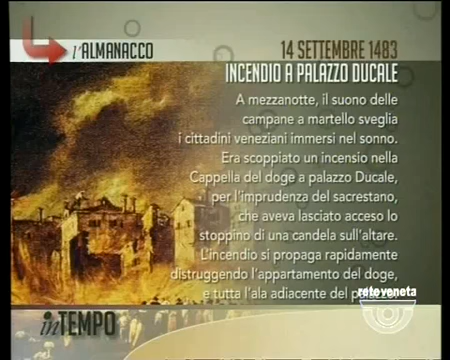 l'ALMANACCO
14 SETTEMBRE 1483
INCENDIO A PALAZZO DUCALE
A mezzanotte, il suono delle
campane a martello sveglia
i cittadini veneziani immersi nel sonno.
Era scoppiato un incensio nella
Cappella del doge a palazzo Ducale,
per l'imprudenza del sacrestano,
che aveva lasciato acceso lo
stoppino di una candela sull'altare.
L'incendio si propaga rapidamente
distruggendo l'appartamento del doge,
e tutta l'ala adiacente del
reteveneta
inTEMPO